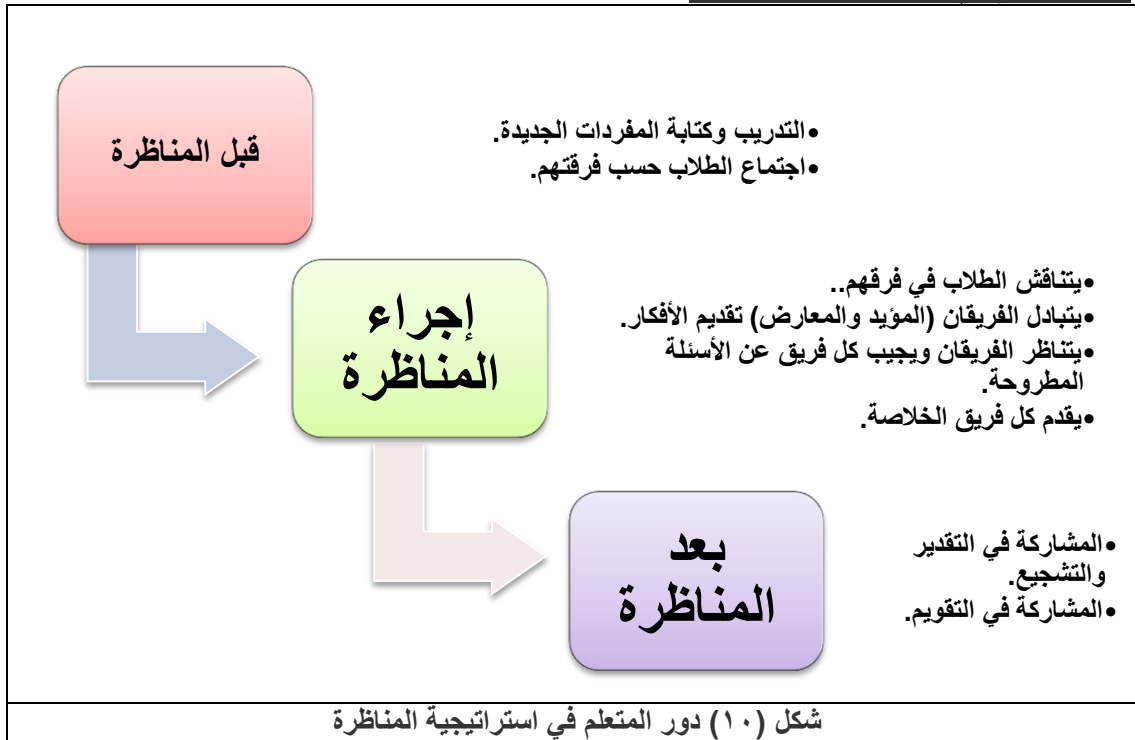 قبل المناظرة
•التدريب وكتابة المفردات الجديدة.
•اجتماع الطلاب حسب فرقتهم.
إجراء
المناظرة
•يتناقش الطلاب في فرقهم..
•يتبادل الفريقان (المؤيد والمعارض) تقديم الأفكار.
•يتناظر الفريقان ويجيب كل فريق عن الأسئلة
المطروحة.
•يقدم كل فريق الخلاصة.
بعد
المناظرة
•المشاركة في التقدير
والتشجيع.
•المشاركة في التقويم.
شكل (١٠) دور المتعلم في استراتيجية المناظرة